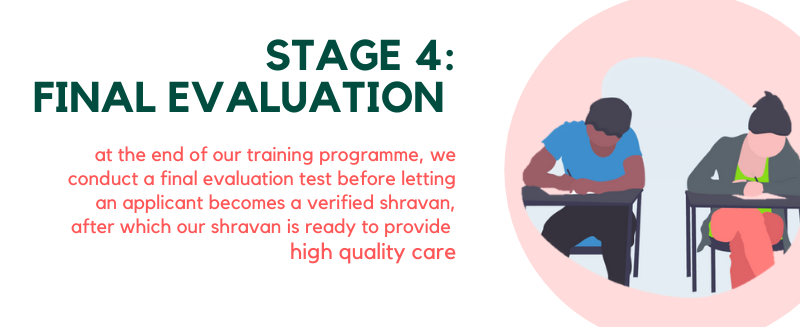 STAGE 4:
FINAL EVALUATION
at the end of our training programme, we
conduct a final evaluation test before letting
an applicant becomes a verified shravan,
after which our shravan is ready to provide
high quality care